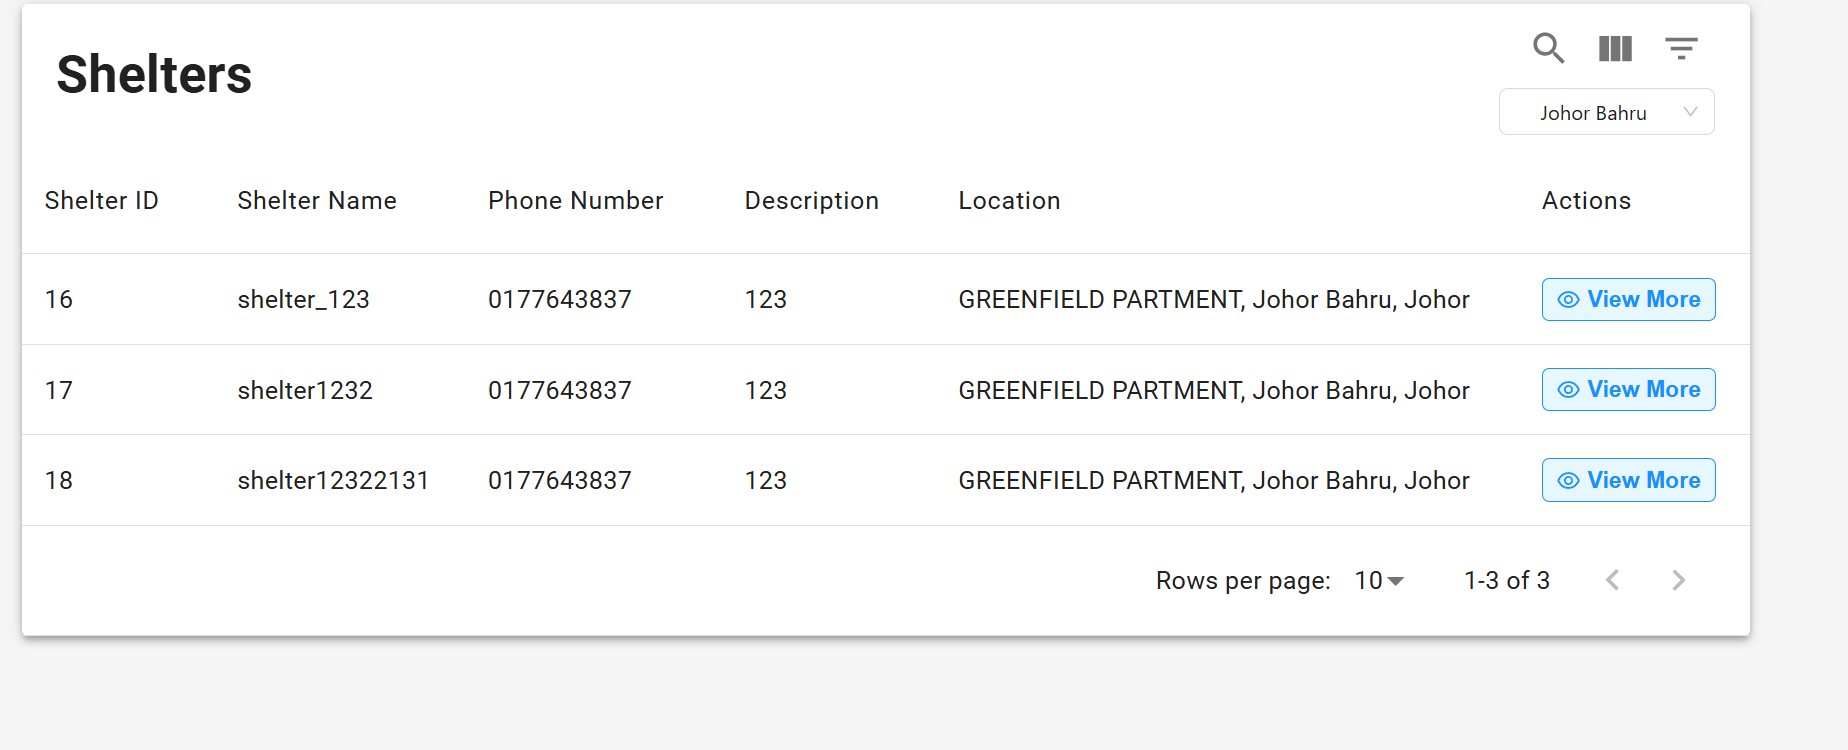 Shelters
Johor Bahru
Shelter ID Shelter Name Phone Number Description Location Actions
16 shelter_123 0177643837 123 GREENFIELD PARTMENT, Johor Bahru, Johor View More
17 shelter1232 0177643837 123 GREENFIELD PARTMENT, Johor Bahru, Johor View More
18 shelter12322131 0177643837 123 GREENFIELD PARTMENT, Johor Bahru, Johor View More
Rows per page: 10 1-3 of 3